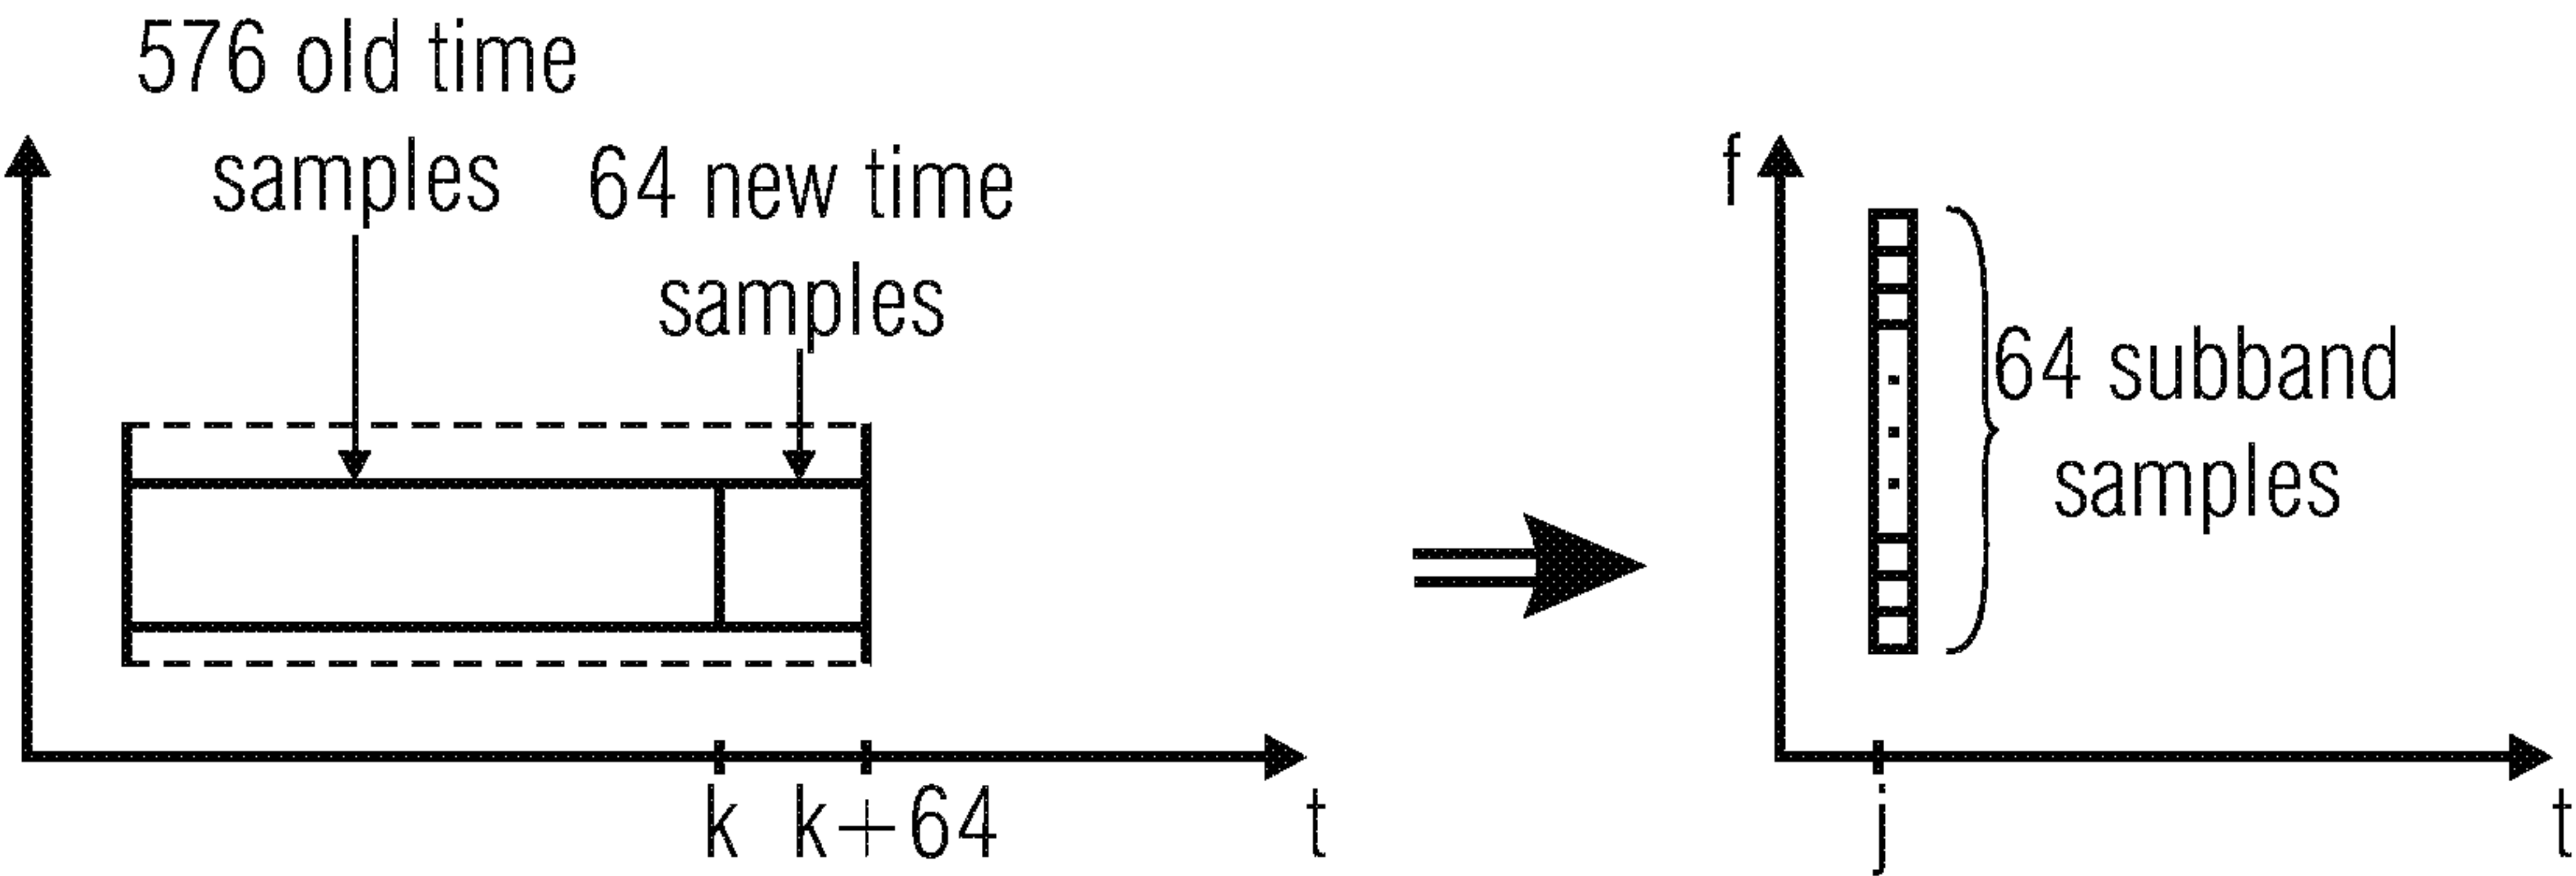 576 old time
samples
64 new time
samples
k
k+64
t
f
64 subband
samples
j
t